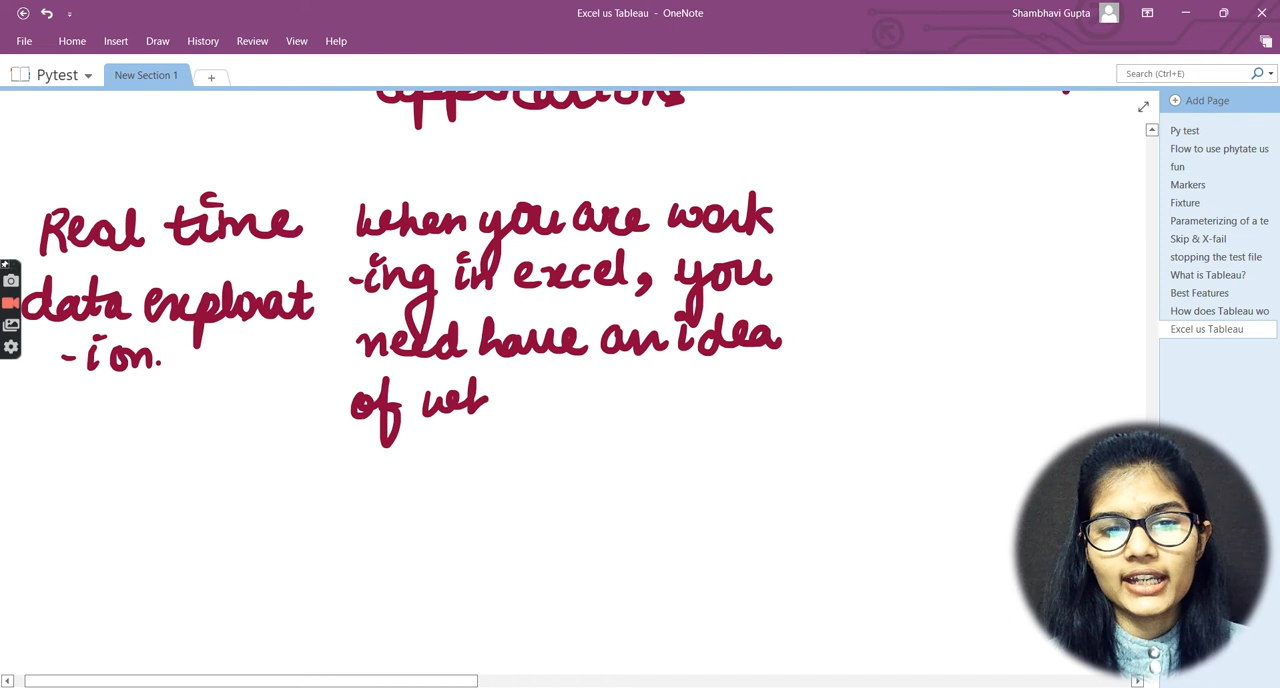 Excel us Tableau - OneNote
Shambhavi Gupta
File Home Insert Draw History Review View Help
Pytest
New Section 1
+
Search (Ctrl+E)
applications
Real time
data explorat
-ion.
when you are work
-ing in excel, you
need have an idea
of wh
Add Page
Py test
Flow to use phytate us
fun
Markers
Fixture
Parameterizing of a te
Skip & X-fail
stopping the test file
What is Tableau?
Best Features
How does Tableau wo
Excel us Tableau